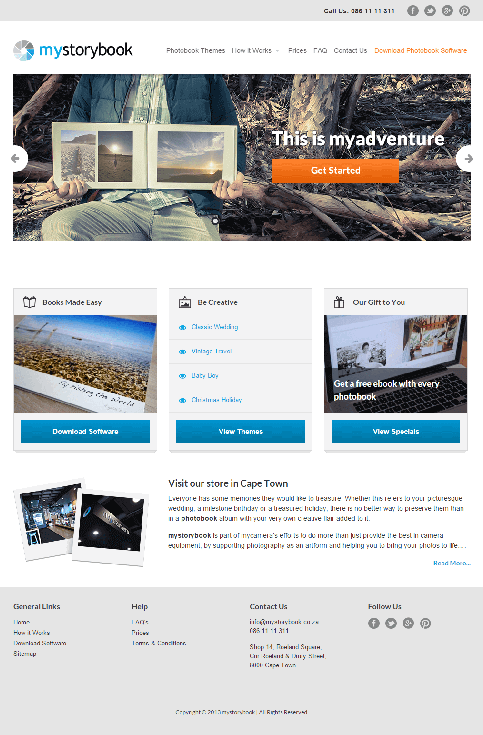 Call Us: 086 11 11 311
mystorybook
Photobook Themes How it Works Prices FAQ Contact Us Download Photobook Software
This is myadventure
Get Started
Books Made Easy
Be Creative
Our Gift to You
Classic Wedding
Vintage Travel
Baby Boy
Christmas Holiday
Get a free ebook with every
photobook
Download Software
View Themes
View Specials
Visit our store in Cape Town
Everyone has some memories they would like to treasure. Whether this refers to your picturesque
wedding, a milestone birthday or a treasured holiday, there is no better way to preserve them than
in a photobook album with your very own creative flair added to it.
mystorybook is part of mycamera's efforts to do more than just provide the best in camera
equipment, by supporting photography as an artform and helping you to bring your photos to life. ..
Read More...
General Links
Help
Contact Us
Follow Us
Home
How it Works
Download Software
Sitemap
FAQ's
Prices
Terms & Conditions
info@mystorybook.co.za
086 11 11 311
Shop 14, Roeland Square,
Cnr Roeland & Drury Street,
8000 Cape Town
Copyright © 2013 mystorybook | All Rights Reserved